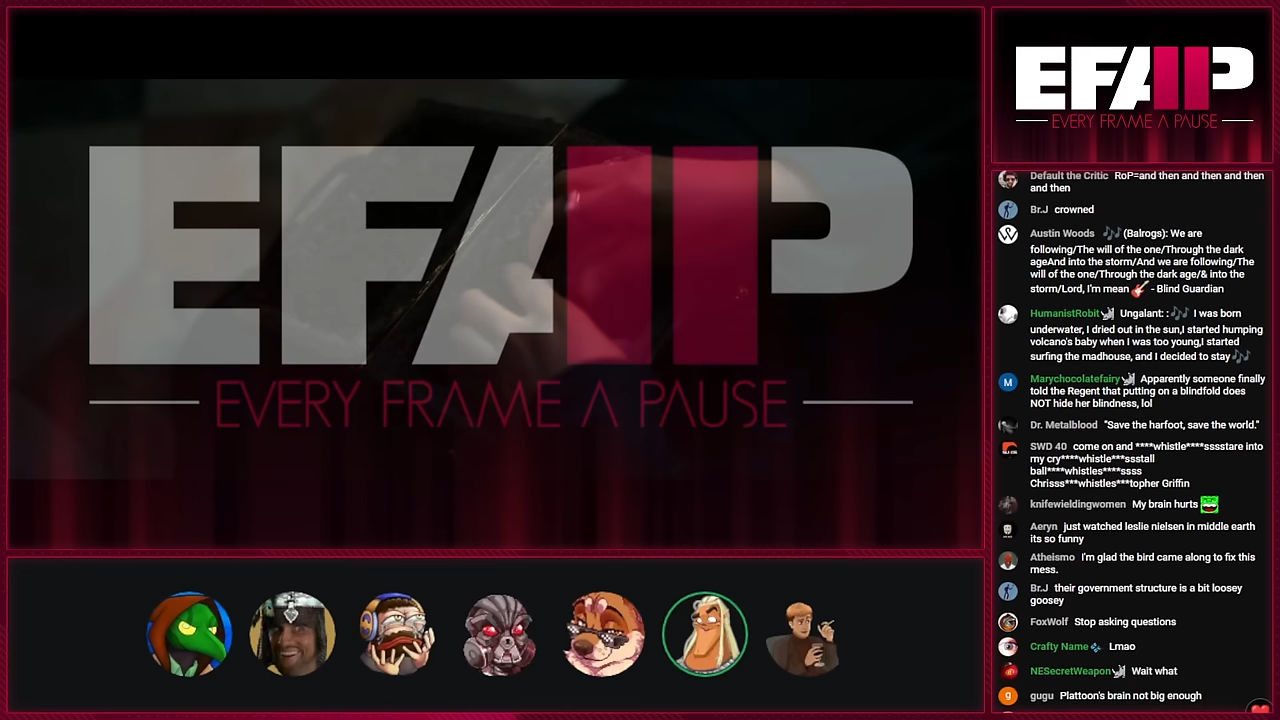 EFAP
EVERY FRAME A PAUSE
EFAP
EVERY FRAME A PAUSE
Default the Critic RoP=and then and then and then
and then
Br.J crowned
Austin Woods 🎶(Balrogs): We are
following/The will of the one/Through the dark
ageAnd into the storm/And we are following/The
will of the one/Through the dark age/& into the
storm/Lord, I'm mean 🎸 - Blind Guardian
HumanistRobit Ungalant: :🎶 I was born
underwater, I dried out in the sun,I started humping
volcano's baby when I was too young,I started
surfing the madhouse, and I decided to stay🎶
M
Marychocolatefairy Apparently someone finally
told the Regent that putting on a blindfold does
NOT hide her blindness, lol
Dr. Metalblood "Save the harfoot, save the world."
SWD 40 come on and ****whistle****sssstare into
my cry****whistle***ssstall
ball****whistles****ssss
Chrisss***whistles***topher Griffin
knifewieldingwomen My brain hurts
Aeryn just watched leslie nielsen in middle earth
its so funny
Atheismo I'm glad the bird came along to fix this
mess.
Br.J their government structure is a bit loosey
goosey
FoxWolf Stop asking questions
Crafty Name Lmao
NESecretWeapon Wait what
g
gugu Plattoon's brain not big enough